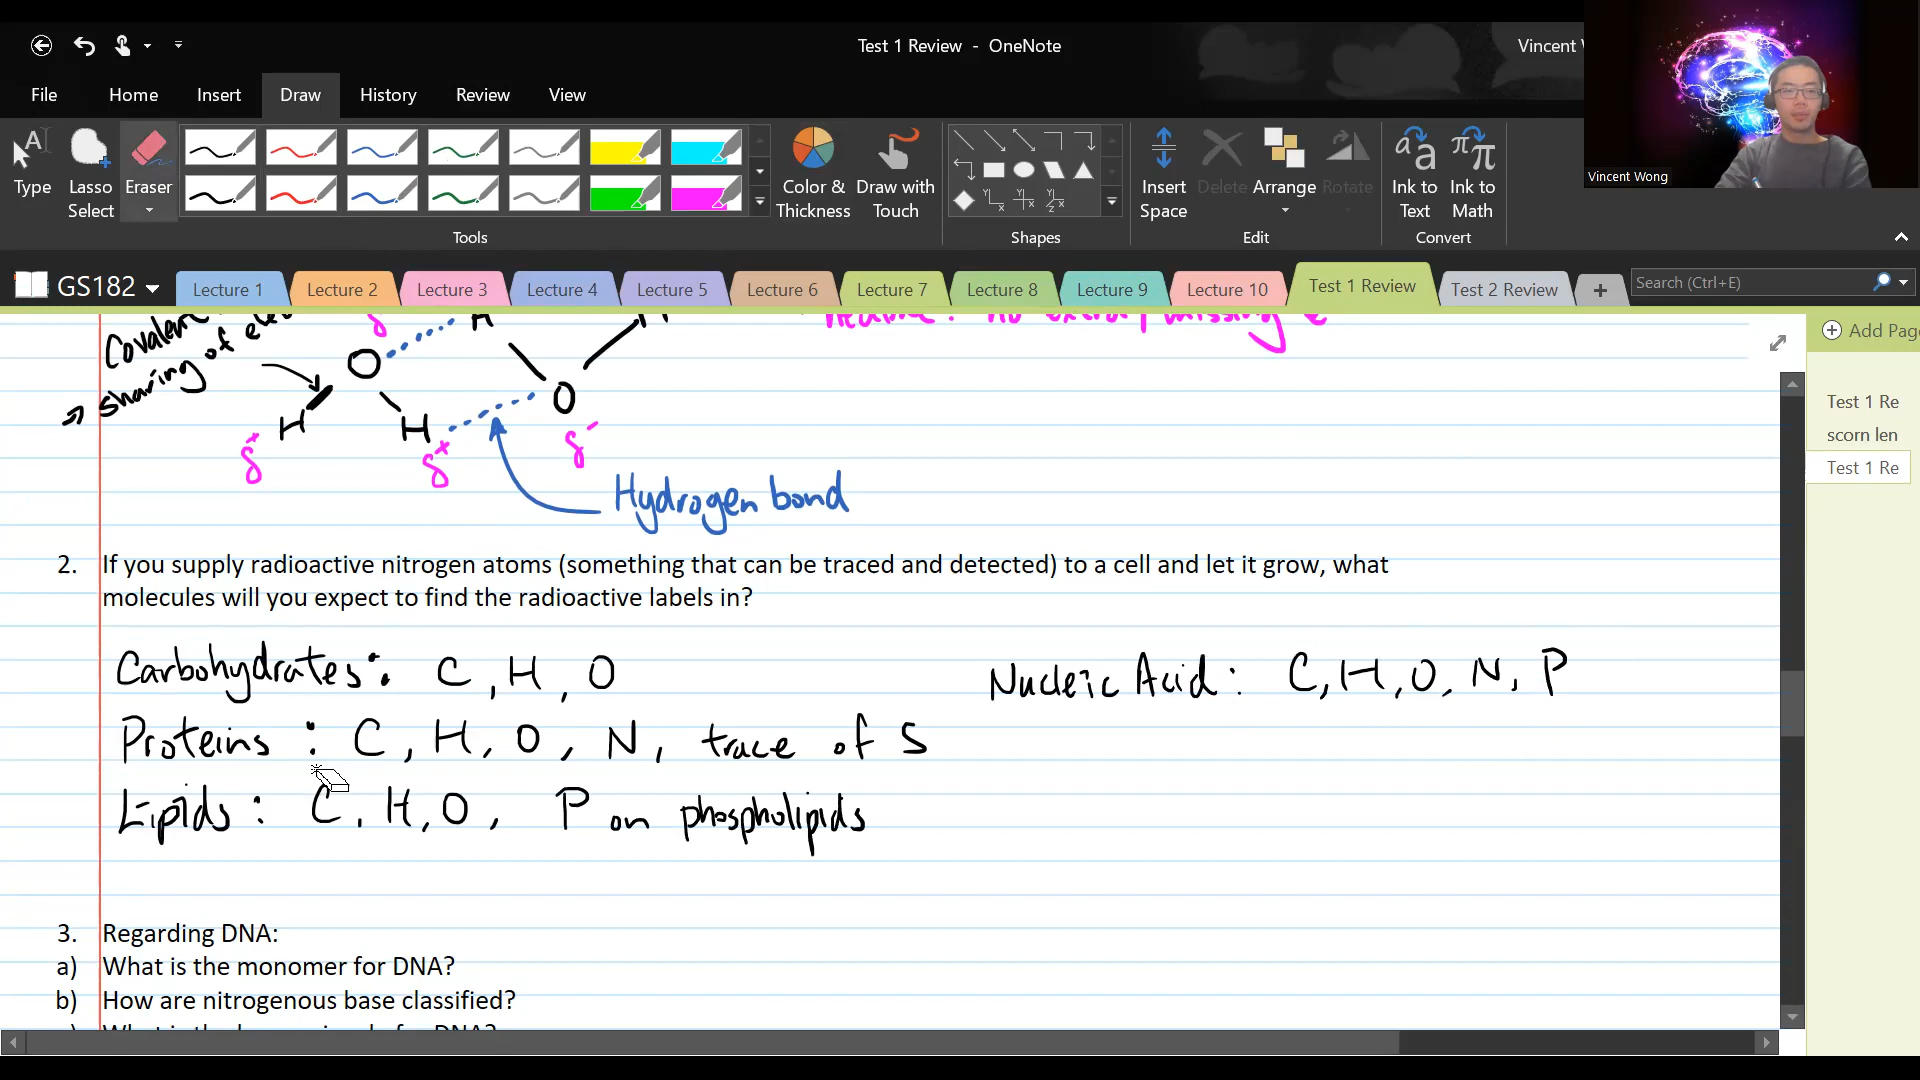 Test 1 Review - OneNote
Vincent W
File Home Insert Draw History Review View
Type
Lasso Select
Eraser
Color & Thickness
Draw with Touch
Insert Space
Delete
Arrange
Rotate
Ink to Text
Ink to Math
Tools Shapes Edit Convert
Vincent Wong
GS182 Lecture 1 Lecture 2 Lecture 3 Lecture 4 Lecture 5 Lecture 6 Lecture 7 Lecture 8 Lecture 9 Lecture 10 Test 1 Review Test 2 Review + Search (Ctrl+E)
Add Pag
Test 1 Re
scorn len
Test 1 Re
Covalen
sharing of ele
O
H H O
δ+ δ+ δ-
Hydrogen bond
2. If you supply radioactive nitrogen atoms (something that can be traced and detected) to a cell and let it grow, what
molecules will you expect to find the radioactive labels in?
Carbohydrates: C, H, O
Nucleic Acid: C, H, O, N, P
Proteins : C, H, O, N, trace of S
Lipids: C, H, O, P on phospholipids
3. Regarding DNA:
a) What is the monomer for DNA?
b) How are nitrogenous base classified?